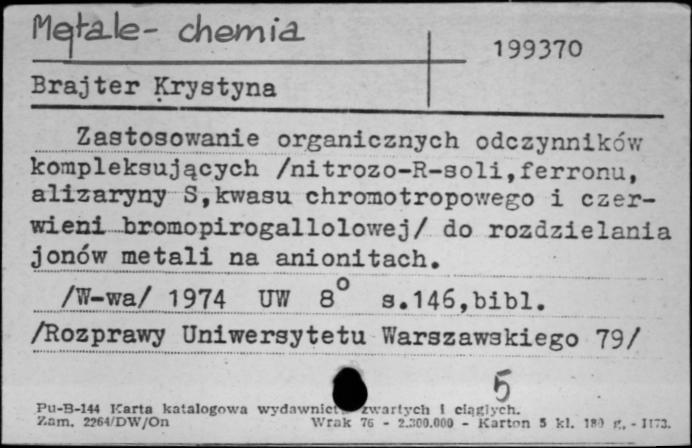 Metale - chemia
199370
Brajter Krystyna
Zastosowanie organicznych odczynników
kompleksujących /nitrozo-R-soli,ferronu,
alizaryny S,kwasu chromotropowego i czer-
wieni bromopirogallolowej/ do rozdzielania
jonów metali na anionitach.
/W-wa/ 1974 UW 8° s.146,bibl.
/Rozprawy Uniwersytetu Warszawskiego 79/
5
Pu-B-144 Karta katalogowa wydawnict zwartych i ciągłych.
Zam. 2264/DW/On Wrak 76 - 2.300.000 - Karton 5 kl. 180 g.